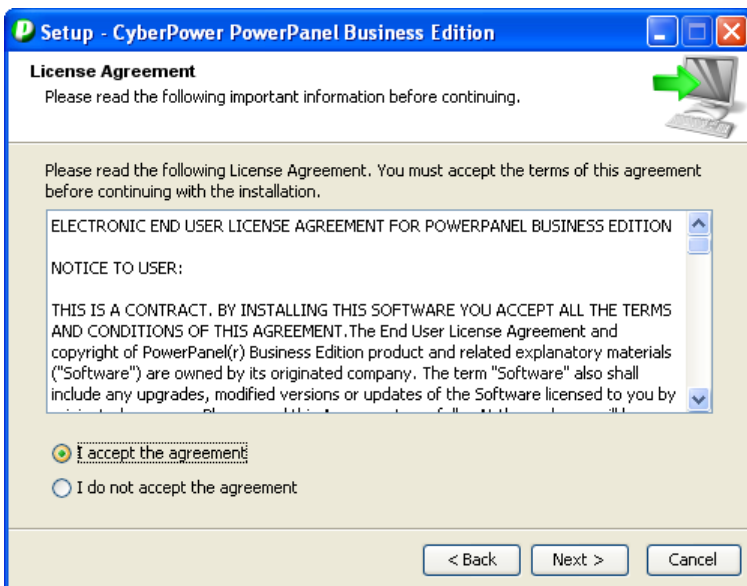 Setup - CyberPower PowerPanel Business Edition
License Agreement
Please read the following important information before continuing.
Please read the following License Agreement. You must accept the terms of this agreement
before continuing with the installation.
ELECTRONIC END USER LICENSE AGREEMENT FOR POWERPANEL BUSINESS EDITION
NOTICE TO USER:
THIS IS A CONTRACT. BY INSTALLING THIS SOFTWARE YOU ACCEPT ALL THE TERMS
AND CONDITIONS OF THIS AGREEMENT.The End User License Agreement and
copyright of PowerPanel(r) Business Edition product and related explanatory materials
("Software") are owned by its originated company. The term "Software" also shall
include any upgrades, modified versions or updates of the Software licensed to you by
I accept the agreement
I do not accept the agreement
< Back Next > Cancel